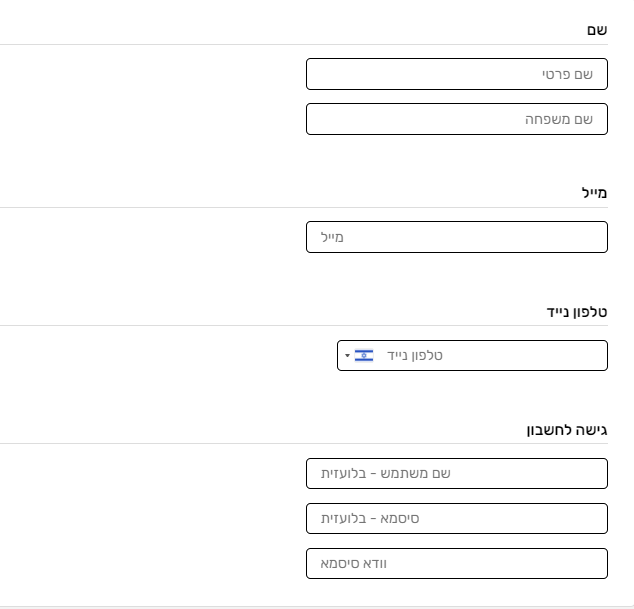 שם
שם פרטי
שם משפחה
מייל
מייל
טלפון נייד
טלפון נייד
גישה לחשבון
שם משתמש - בלועזית
סיסמא - בלועזית
וודא סיסמא